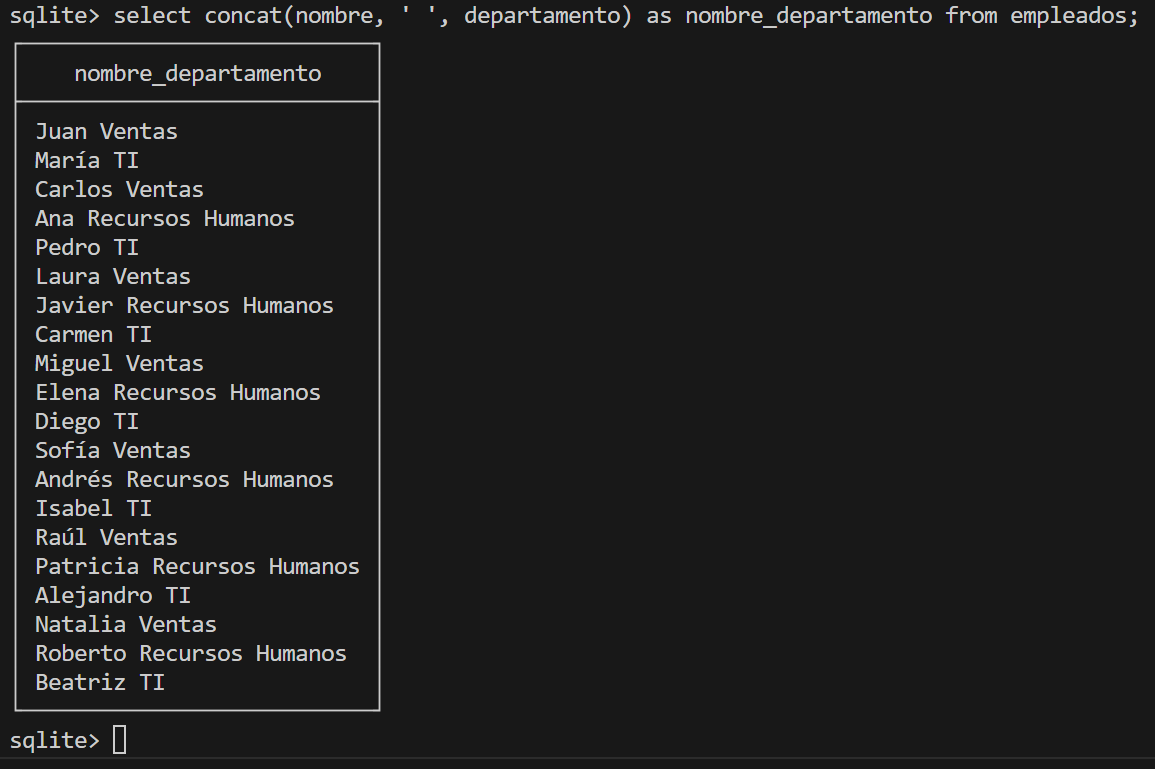 sqlite> select concat(nombre, ' ', departamento) as nombre_departamento from empleados;
nombre_departamento
Juan Ventas
María TI
Carlos Ventas
Ana Recursos Humanos
Pedro TI
Laura Ventas
Javier Recursos Humanos
Carmen TI
Miguel Ventas
Elena Recursos Humanos
Diego TI
Sofía Ventas
Andrés Recursos Humanos
Isabel TI
Raúl Ventas
Patricia Recursos Humanos
Alejandro TI
Natalia Ventas
Roberto Recursos Humanos
Beatriz TI
sqlite>